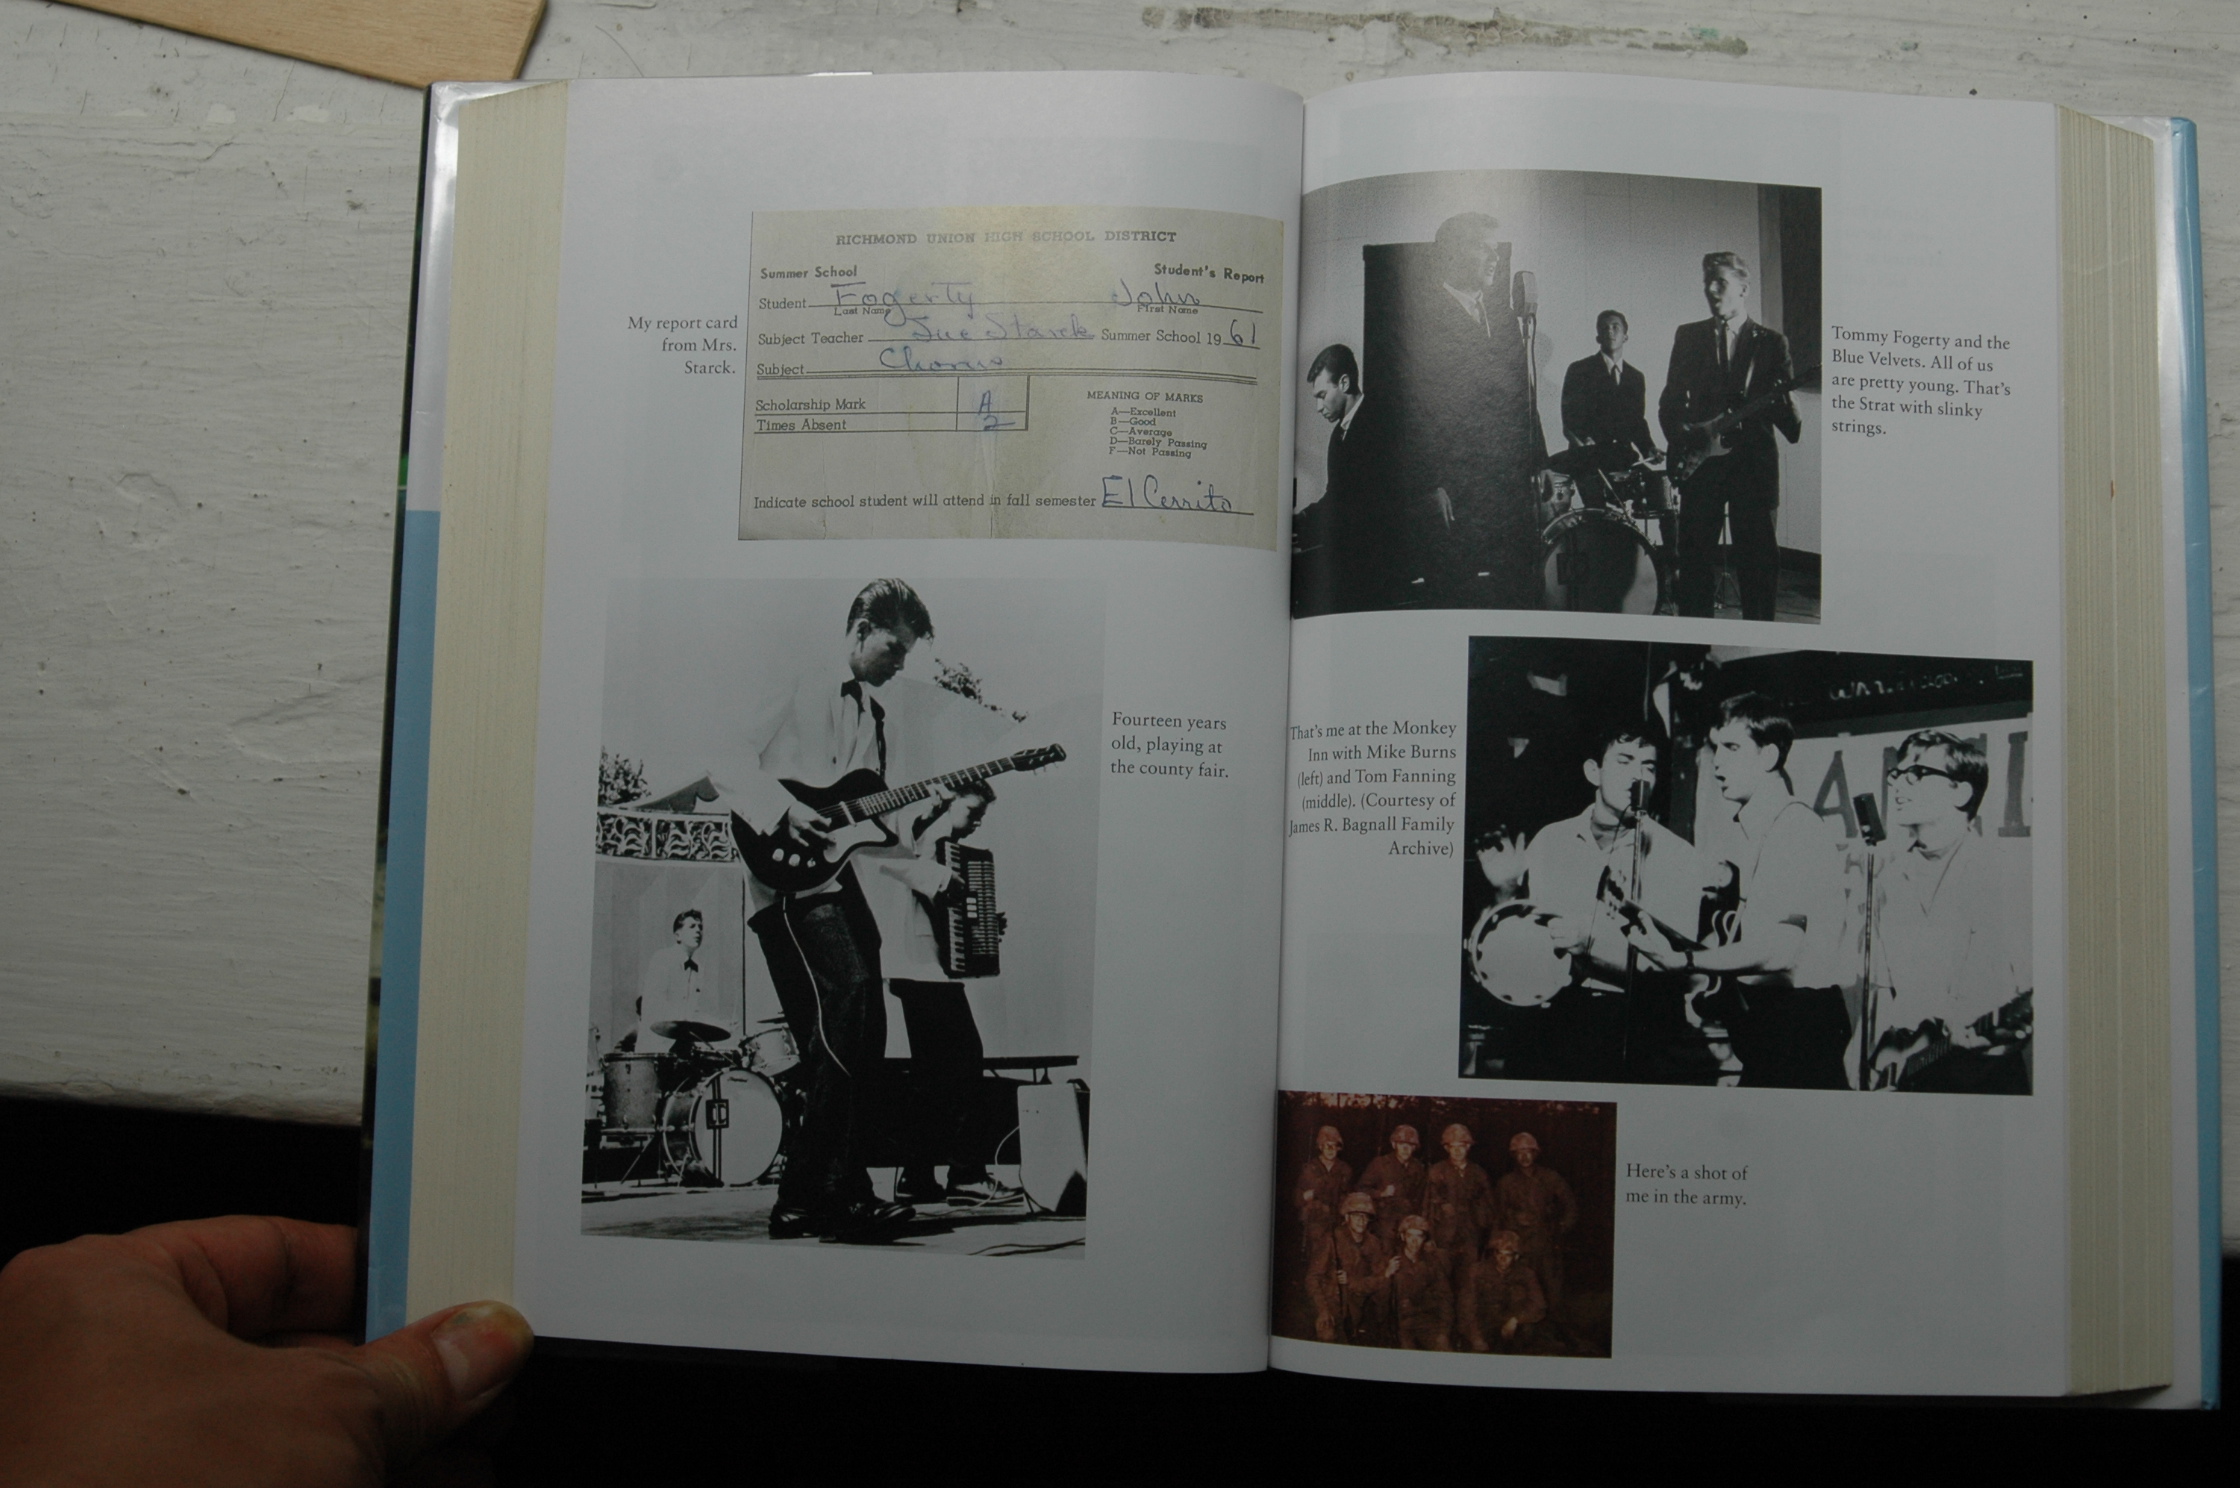 My report card
from Mrs.
Starck.
RICHMOND UNION HIGH SCHOOL DISTRICT
Summer School Student's Report
Student Fogerty John
Last Name First Name
Subject Teacher Sue Starck Summer School 1961
Subject Chorus
Scholarship Mark A
Times Absent 2
MEANING OF MARKS
A—Excellent
B—Good
C—Average
D—Barely Passing
F—Not Passing
Indicate school student will attend in fall semester El Cerrito
Fourteen years
old, playing at
the county fair.
Tommy Fogerty and the
Blue Velvets. All of us
are pretty young. That's
the Strat with slinky
strings.
That's me at the Monkey
Inn with Mike Burns
(left) and Tom Fanning
(middle). (Courtesy of
James R. Bagnall Family
Archive)
Here's a shot of
me in the army.